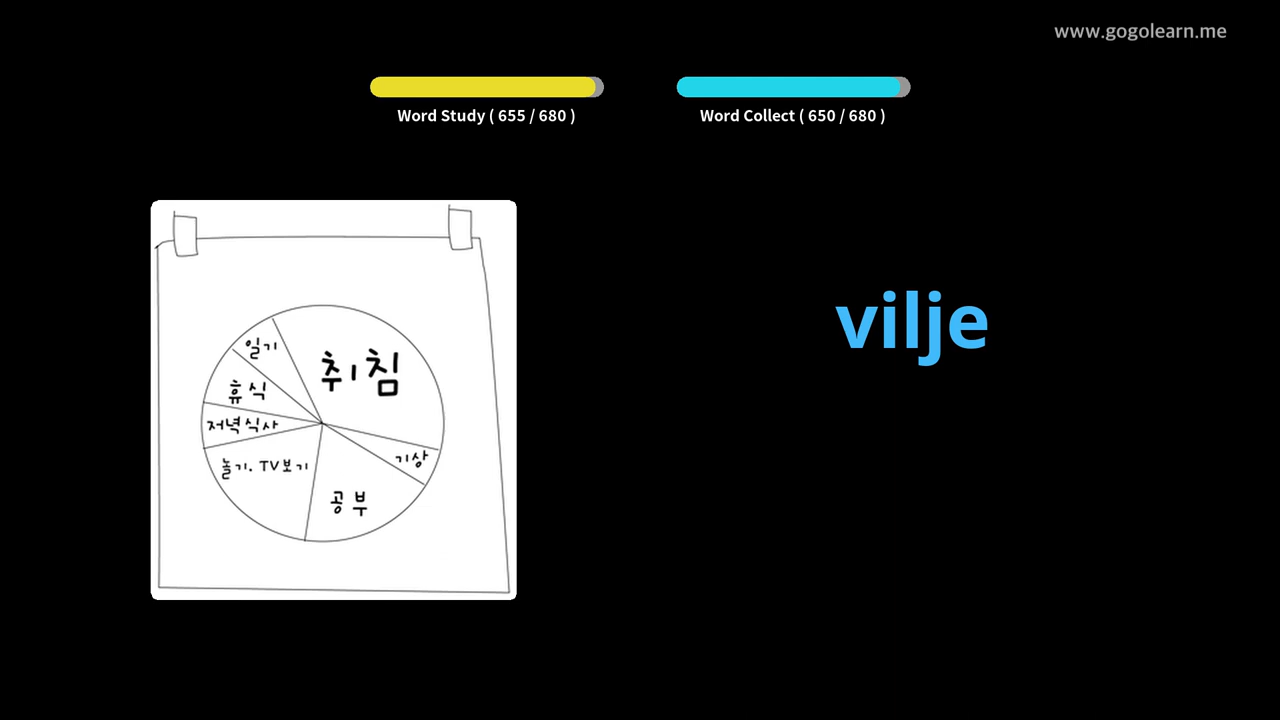 www.gogolearn.me
Word Study ( 655 / 680 )
Word Collect ( 650 / 680 )
vilje
일기
취침
휴식
저녁식사
기상
놀기. TV보기
공부